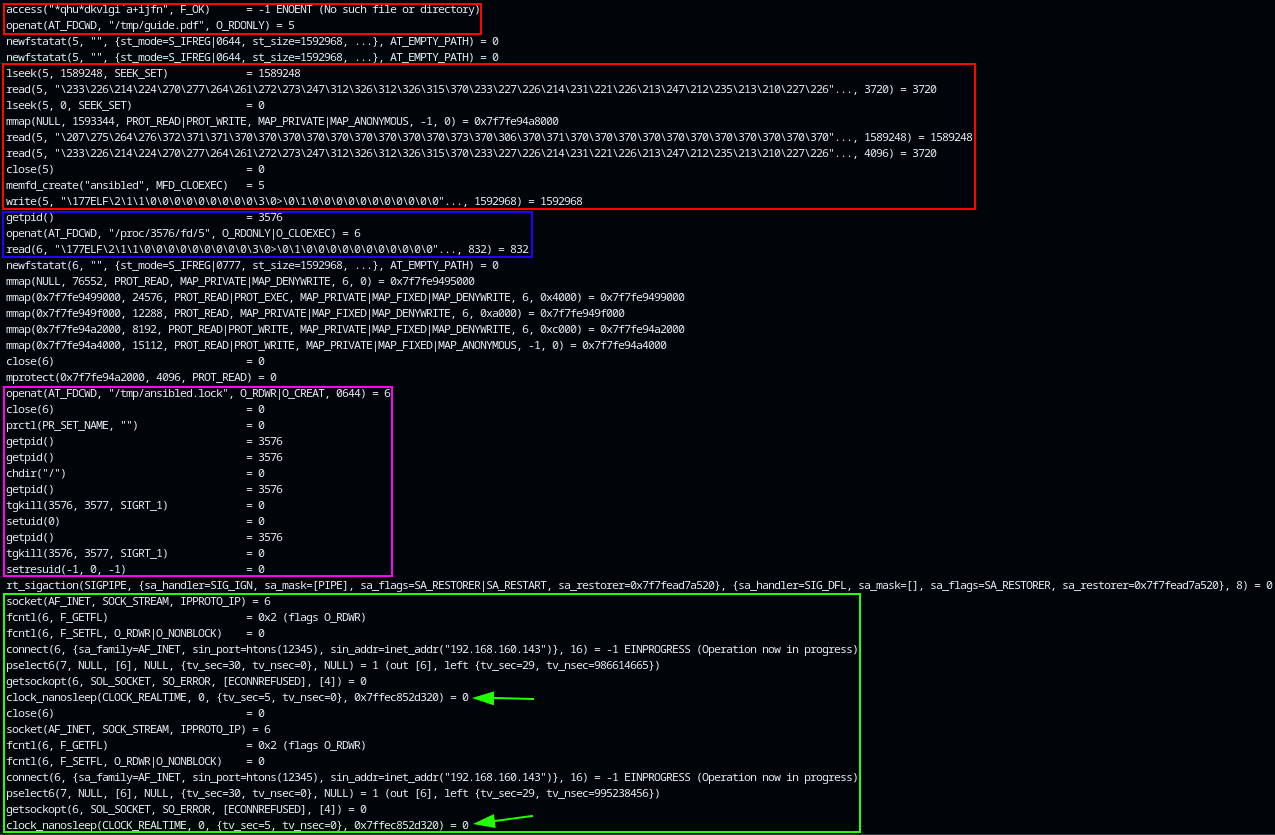 access("*qhu*dkvlgi`a+ijfn", F_OK)      = -1 ENOENT (No such file or directory)
openat(AT_FDCWD, "/tmp/guide.pdf", O_RDONLY) = 5
newfstatat(5, "", {st_mode=S_IFREG|0644, st_size=1592968, ...}, AT_EMPTY_PATH) = 0
newfstatat(5, "", {st_mode=S_IFREG|0644, st_size=1592968, ...}, AT_EMPTY_PATH) = 0
lseek(5, 1589248, SEEK_SET)             = 1589248
read(5, "\233\226\214\224\270\277\264\261\272\273\247\312\326\312\326\315\370\233\227\226\214\231\221\226\213\247\212\235\213\210\227\226"..., 3720) = 3720
lseek(5, 0, SEEK_SET)                   = 0
mmap(NULL, 1593344, PROT_READ|PROT_WRITE, MAP_PRIVATE|MAP_ANONYMOUS, -1, 0) = 0x7f7fe94a8000
read(5, "\207\275\264\276\372\371\371\370\370\370\370\370\370\370\370\370\373\370\306\370\371\370\370\370\370\370\370\370\370\370\370\370"..., 1589248) = 1589248
read(5, "\233\226\214\224\270\277\264\261\272\273\247\312\326\312\326\315\370\233\227\226\214\231\221\226\213\247\212\235\213\210\227\226"..., 4096) = 3720
close(5)                                = 0
memfd_create("ansibled", MFD_CLOEXEC)   = 5
write(5, "\177ELF\2\1\1\0\0\0\0\0\0\0\0\0\3\0>\0\1\0\0\0\0\0\0\0\0\0\0\0"..., 1592968) = 1592968
getpid()                                = 3576
openat(AT_FDCWD, "/proc/3576/fd/5", O_RDONLY|O_CLOEXEC) = 6
read(6, "\177ELF\2\1\1\0\0\0\0\0\0\0\0\0\3\0>\0\1\0\0\0\0\0\0\0\0\0\0\0"..., 832) = 832
newfstatat(6, "", {st_mode=S_IFREG|0777, st_size=1592968, ...}, AT_EMPTY_PATH) = 0
mmap(NULL, 76552, PROT_READ, MAP_PRIVATE|MAP_DENYWRITE, 6, 0) = 0x7f7fe9495000
mmap(0x7f7fe9499000, 24576, PROT_READ|PROT_EXEC, MAP_PRIVATE|MAP_FIXED|MAP_DENYWRITE, 6, 0x4000) = 0x7f7fe9499000
mmap(0x7f7fe949f000, 12288, PROT_READ, MAP_PRIVATE|MAP_FIXED|MAP_DENYWRITE, 6, 0xa000) = 0x7f7fe949f000
mmap(0x7f7fe94a2000, 8192, PROT_READ|PROT_WRITE, MAP_PRIVATE|MAP_FIXED|MAP_DENYWRITE, 6, 0xc000) = 0x7f7fe94a2000
mmap(0x7f7fe94a4000, 15112, PROT_READ|PROT_WRITE, MAP_PRIVATE|MAP_FIXED|MAP_ANONYMOUS, -1, 0) = 0x7f7fe94a4000
close(6)                                = 0
mprotect(0x7f7fe94a2000, 4096, PROT_READ) = 0
openat(AT_FDCWD, "/tmp/ansibled.lock", O_RDWR|O_CREAT, 0644) = 6
close(6)                                = 0
prctl(PR_SET_NAME, "")                  = 0
getpid()                                = 3576
getpid()                                = 3576
chdir("/")                              = 0
getpid()                                = 3576
tgkill(3576, 3577, SIGRT_1)             = 0
setuid(0)                               = 0
getpid()                                = 3576
tgkill(3576, 3577, SIGRT_1)             = 0
setresuid(-1, 0, -1)                    = 0
rt_sigaction(SIGPIPE, {sa_handler=SIG_IGN, sa_mask=[PIPE], sa_flags=SA_RESTORER|SA_RESTART, sa_restorer=0x7f7fead7a520}, {sa_handler=SIG_DFL, sa_mask=[], sa_flags=SA_RESTORER, sa_restorer=0x7f7fead7a520}, 8) = 0
socket(AF_INET, SOCK_STREAM, IPPROTO_IP) = 6
fcntl(6, F_GETFL)                       = 0x2 (flags O_RDWR)
fcntl(6, F_SETFL, O_RDWR|O_NONBLOCK)    = 0
connect(6, {sa_family=AF_INET, sin_port=htons(12345), sin_addr=inet_addr("192.168.160.143")}, 16) = -1 EINPROGRESS (Operation now in progress)
pselect6(7, NULL, [6], NULL, {tv_sec=30, tv_nsec=0}, NULL) = 1 (out [6], left {tv_sec=29, tv_nsec=986614665})
getsockopt(6, SOL_SOCKET, SO_ERROR, [ECONNREFUSED], [4]) = 0
clock_nanosleep(CLOCK_REALTIME, 0, {tv_sec=5, tv_nsec=0}, 0x7ffec852d320) = 0
close(6)                                = 0
socket(AF_INET, SOCK_STREAM, IPPROTO_IP) = 6
fcntl(6, F_GETFL)                       = 0x2 (flags O_RDWR)
fcntl(6, F_SETFL, O_RDWR|O_NONBLOCK)    = 0
connect(6, {sa_family=AF_INET, sin_port=htons(12345), sin_addr=inet_addr("192.168.160.143")}, 16) = -1 EINPROGRESS (Operation now in progress)
pselect6(7, NULL, [6], NULL, {tv_sec=30, tv_nsec=0}, NULL) = 1 (out [6], left {tv_sec=29, tv_nsec=995238456})
getsockopt(6, SOL_SOCKET, SO_ERROR, [ECONNREFUSED], [4]) = 0
clock_nanosleep(CLOCK_REALTIME, 0, {tv_sec=5, tv_nsec=0}, 0x7ffec852d320) = 0